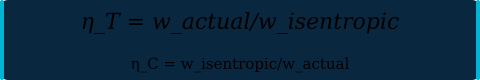 η_T = w_actual/w_isentropic
η_C = w_isentropic/w_actual